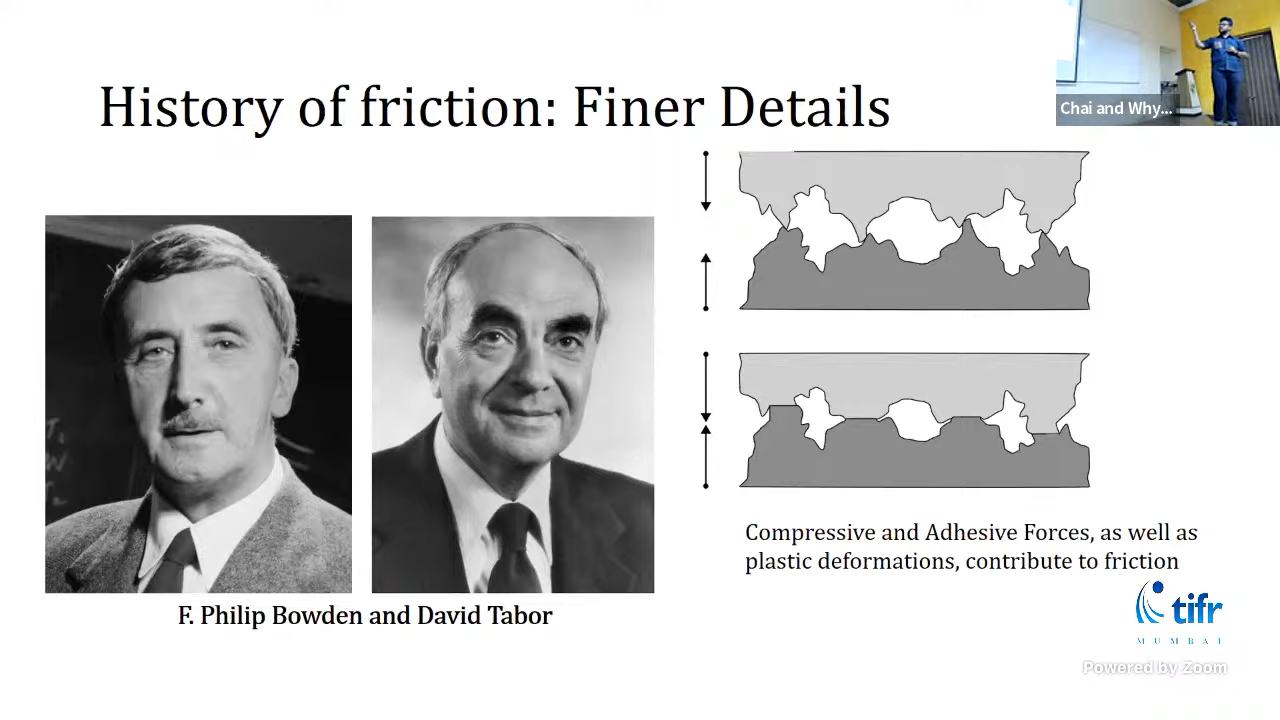 History of friction: Finer Details
Chai and Why...
F. Philip Bowden and David Tabor
Compressive and Adhesive Forces, as well as
plastic deformations, contribute to friction
tifr
MUMBAI
Powered by Zoom